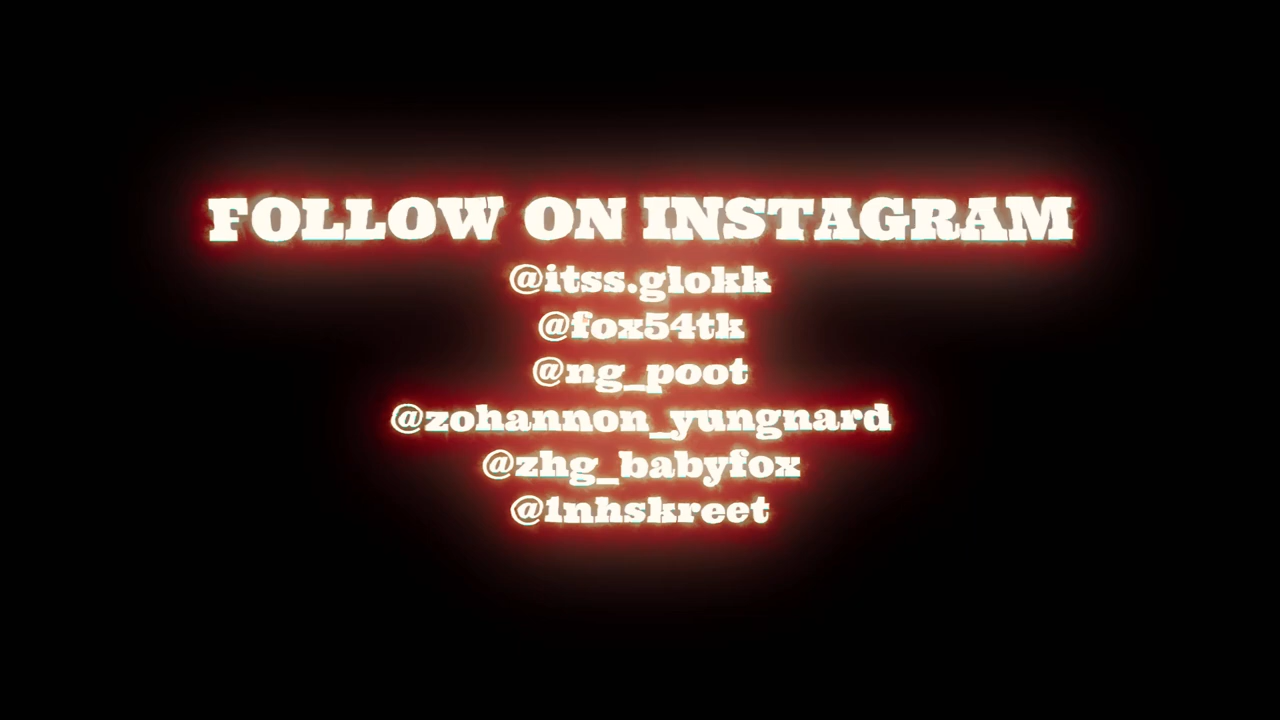 FOLLOW ON INSTAGRAM
@itss.glokk
@fox54tk
@ng_poot
@zohannon_yungnard
@zhg_babyfox
@1nhskreet